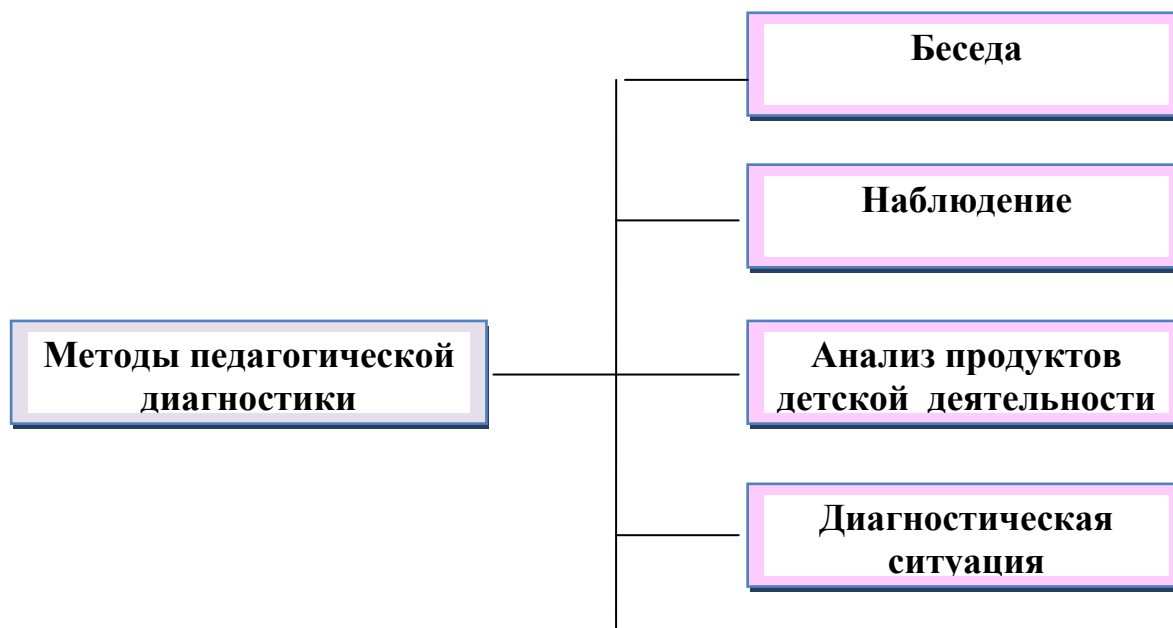 Беседа
Наблюдение
Методы педагогической
диагностики
Анализ продуктов
детской деятельности
Диагностическая
ситуация